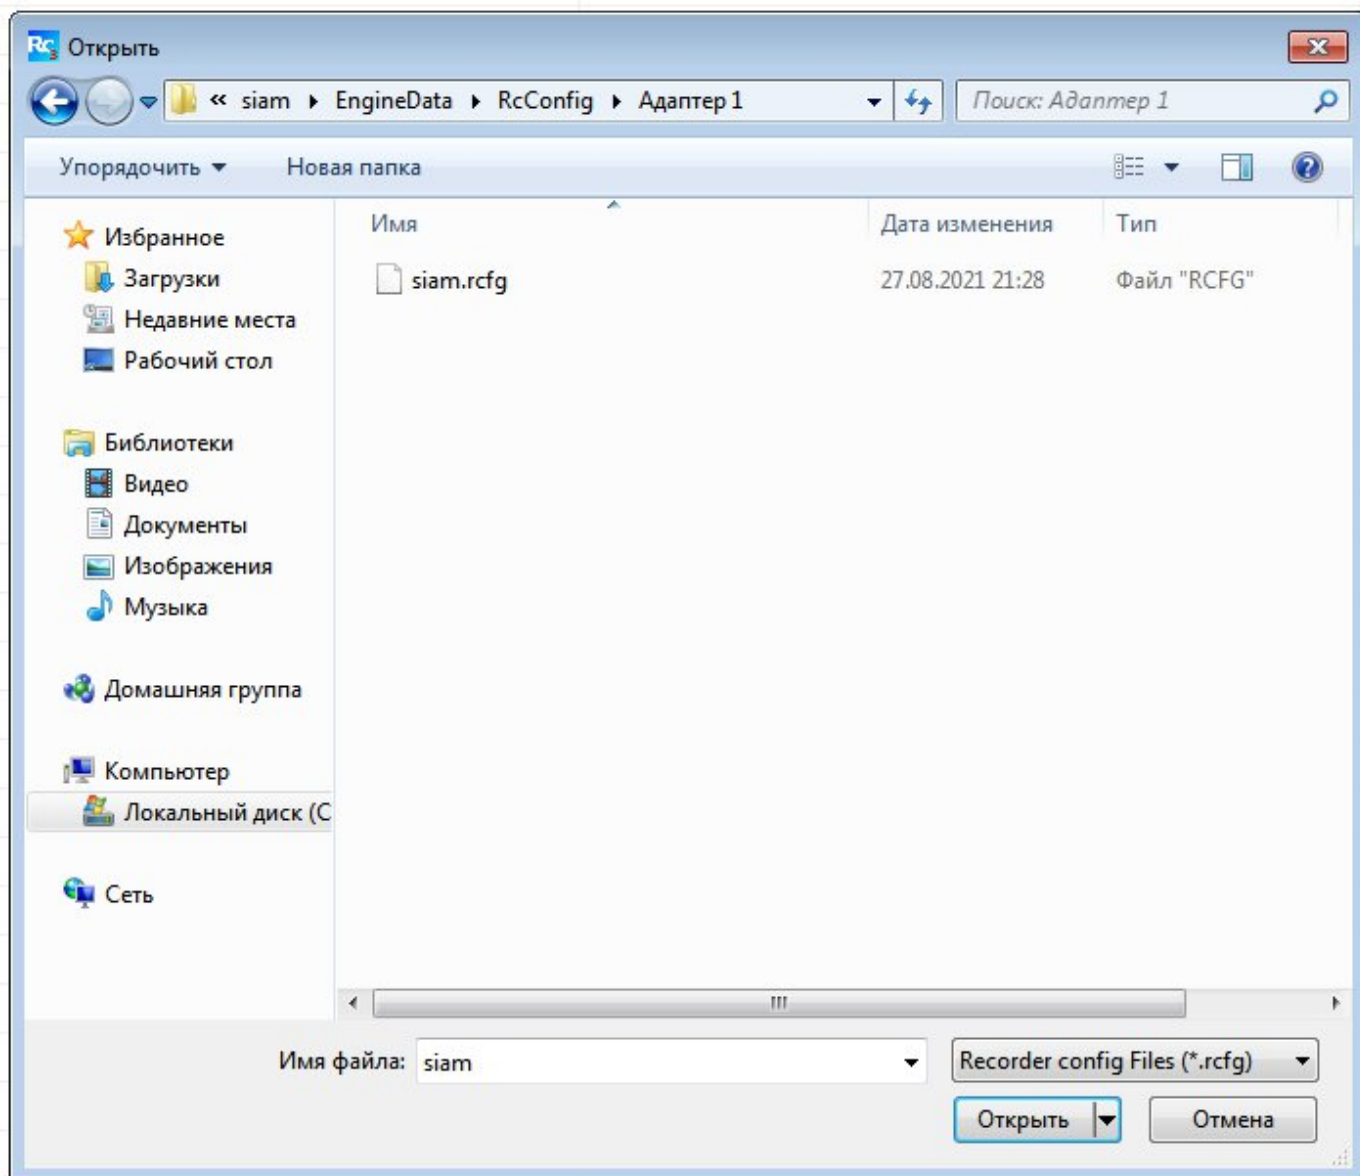 Rc3 Открыть
« siam ▸ EngineData ▸ RcConfig ▸ Адаптер 1 Поиск: Адаптер 1
Упорядочить Новая папка
Имя Дата изменения Тип
siam.rcfg 27.08.2021 21:28 Файл "RCFG"
Избранное
Загрузки
Недавние места
Рабочий стол
Библиотеки
Видео
Документы
Изображения
Музыка
Домашняя группа
Компьютер
Локальный диск (C
Сеть
Имя файла: siam Recorder config Files (*.rcfg)
Открыть Отмена